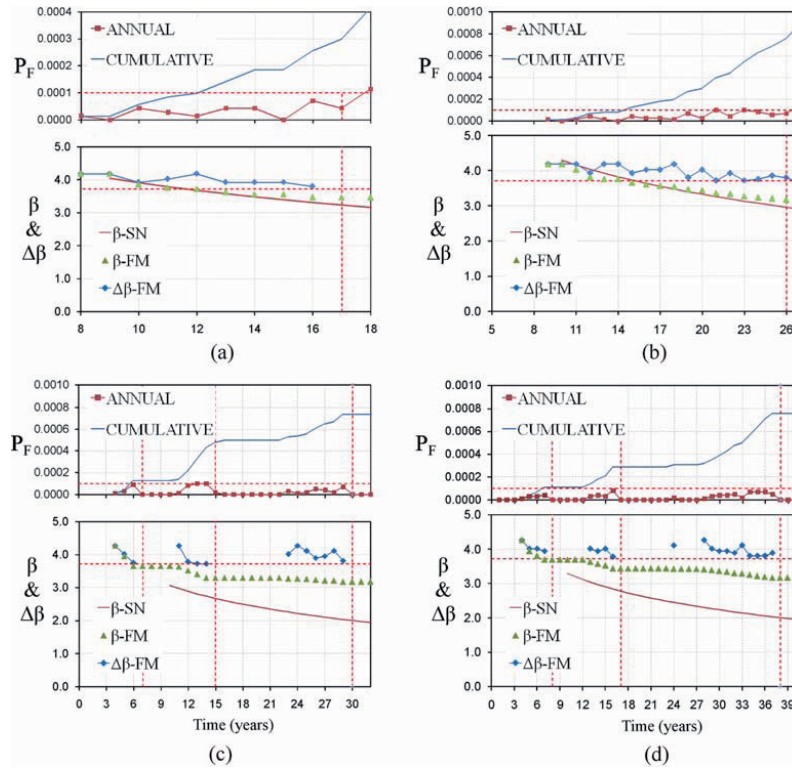 0.0004
0.0003
0.0002
0.0001
0.0000
P_F
ANNUAL
CUMULATIVE
5.0
4.0
3.0
2.0
1.0
0.0
β
&
Δβ
β-SN
β-FM
Δβ-FM
8 10 12 14 16 18
(a)
0.0010
0.0008
0.0006
0.0004
0.0002
0.0000
P_F
ANNUAL
CUMULATIVE
5.0
4.0
3.0
2.0
1.0
0.0
β
&
Δβ
β-SN
β-FM
Δβ-FM
5 8 11 14 17 20 23 26
(b)
0.0010
0.0008
0.0006
0.0004
0.0002
0.0000
P_F
ANNUAL
CUMULATIVE
5.0
4.0
3.0
2.0
1.0
0.0
β
&
Δβ
β-SN
β-FM
Δβ-FM
0 3 6 9 12 15 18 21 24 27 30
Time (years)
(c)
0.0010
0.0008
0.0006
0.0004
0.0002
0.0000
P_F
ANNUAL
CUMULATIVE
5.0
4.0
3.0
2.0
1.0
0.0
β
&
Δβ
β-SN
β-FM
Δβ-FM
0 3 6 9 12 15 18 21 24 27 30 33 36 39
Time (years)
(d)